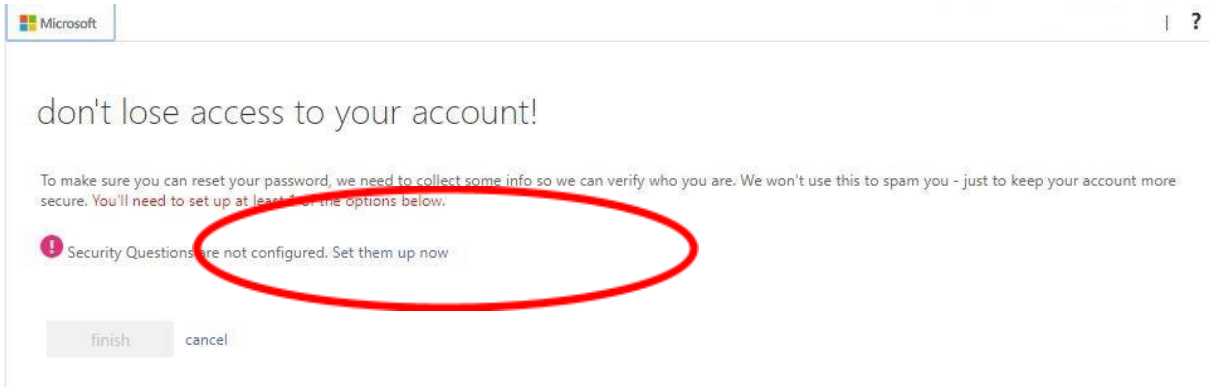 Microsoft
| ?
don't lose access to your account!
To make sure you can reset your password, we need to collect some info so we can verify who you are. We won't use this to spam you - just to keep your account more
secure. You'll need to set up at least 1 of the options below.
! Security Questions are not configured. Set them up now
finish cancel